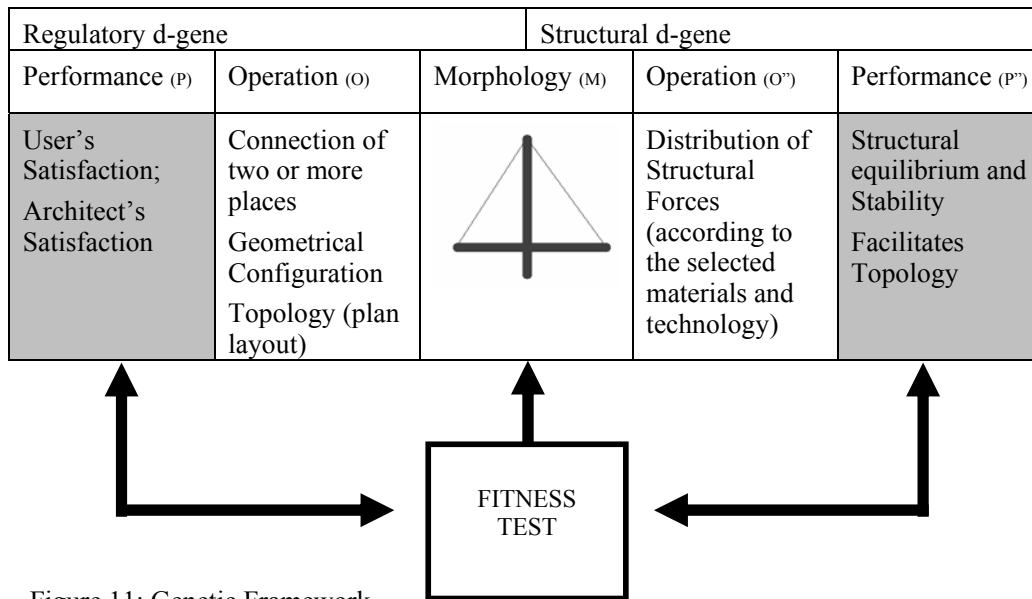 Regulatory d-gene
Structural d-gene
Performance (P)
Operation (O)
Morphology (M)
Operation (O”)
Performance (P”)
User’s
Satisfaction;
Architect’s
Satisfaction
Connection of
two or more
places
Geometrical
Configuration
Topology (plan
layout)
Distribution of
Structural
Forces
(according to
the selected
materials and
technology)
Structural
equilibrium and
Stability
Facilitates
Topology
FITNESS
TEST
Figure 11: Genetic Framework